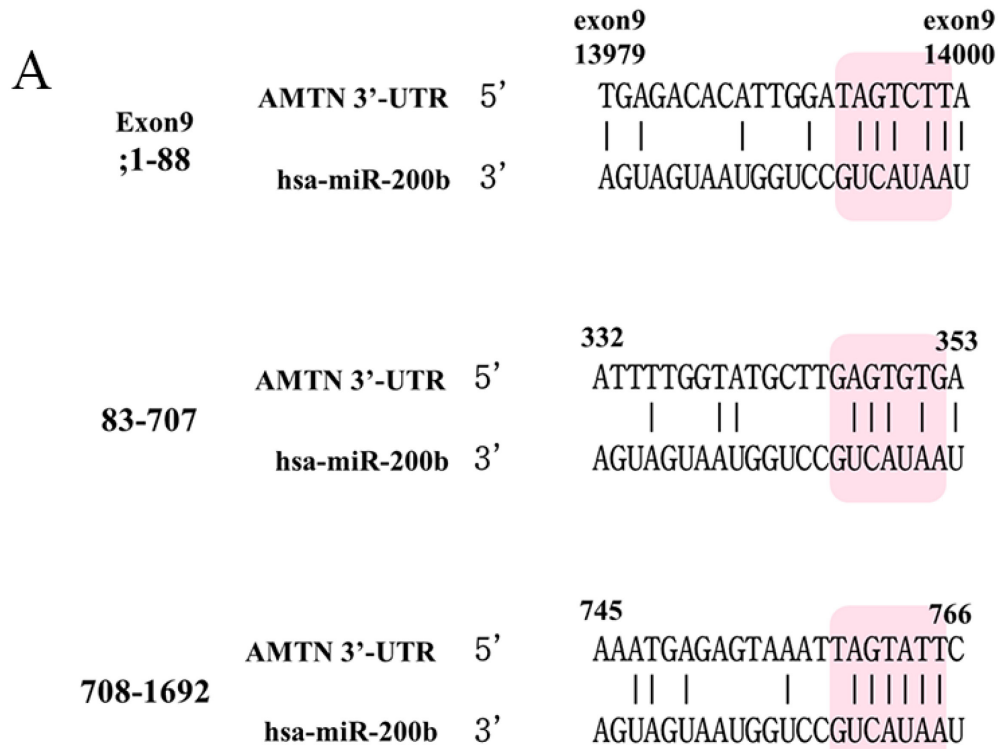 A
exon9 exon9
13979 14000
AMTN 3'-UTR 5' TGAGACACATTGGATAGTCTTA
Exon9
;1-88
hsa-miR-200b 3' AGUAGUAAUGGUCCGUCAUAAU
332 353
AMTN 3'-UTR 5' ATTTTGGTATGCTTGAGTGTGA
83-707
hsa-miR-200b 3' AGUAGUAAUGGUCCGUCAUAAU
745 766
AMTN 3'-UTR 5' AAATGAGAGTAAATTAGTATTC
708-1692
hsa-miR-200b 3' AGUAGUAAUGGUCCGUCAUAAU